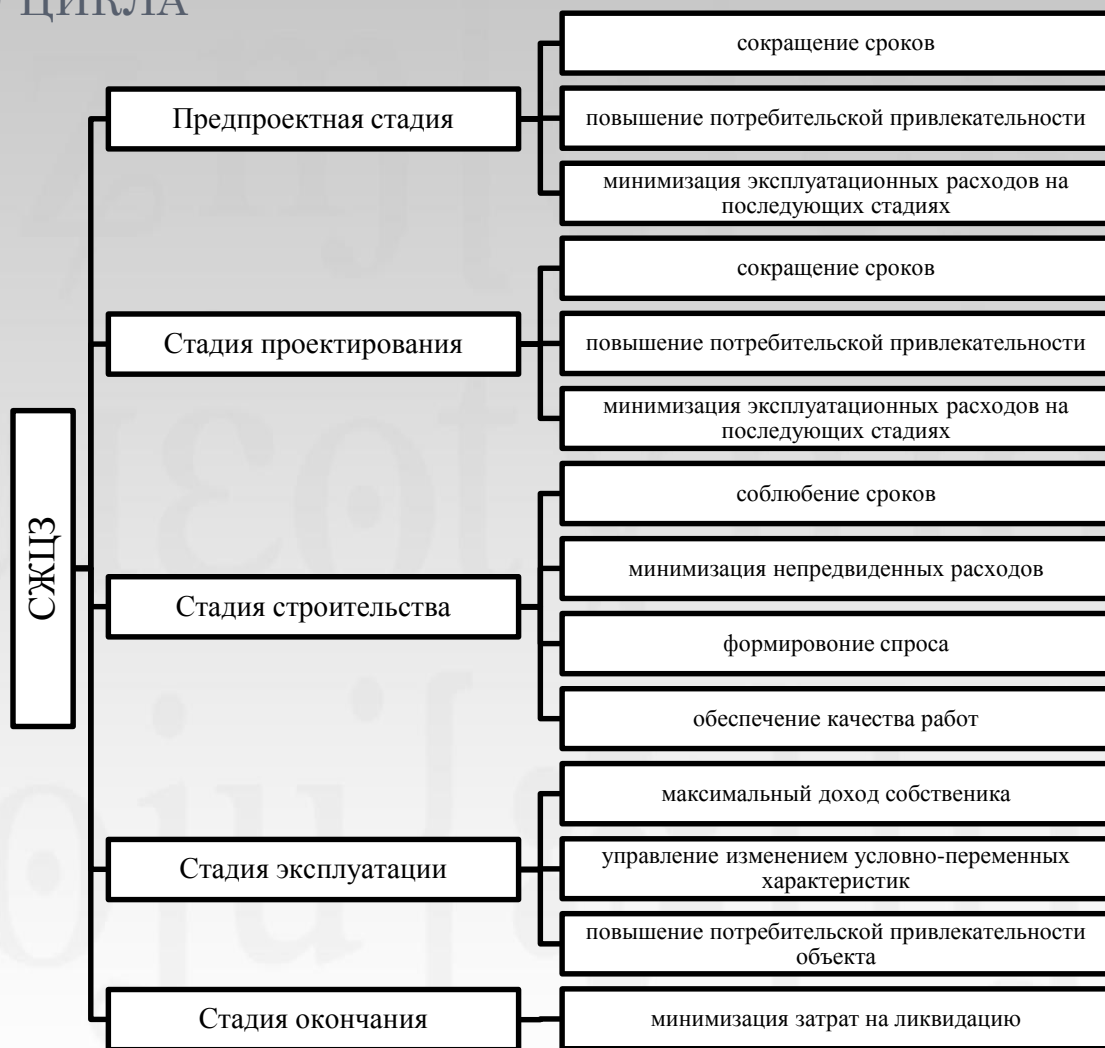 ЦИКЛА
СЖЦЗ
Предпроектная стадия
сокращение сроков
повышение потребительской привлекательности
минимизация эксплуатационных расходов на
последующих стадиях
Стадия проектирования
сокращение сроков
повышение потребительской привлекательности
минимизация эксплуатационных расходов на
последующих стадиях
Стадия строительства
соблюбение сроков
минимизация непредвиденных расходов
формировоние спроса
обеспечение качества работ
Стадия эксплуатации
максимальный доход собственика
управление изменением условно-переменных
характеристик
повышение потребительской привлекательности
объекта
Стадия окончания
минимизация затрат на ликвидацию